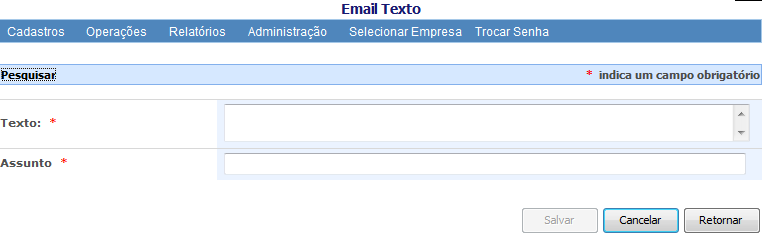 Email Texto
Cadastros Operações Relatórios Administração Selecionar Empresa Trocar Senha
Pesquisar * indica um campo obrigatório
Texto: *
Assunto *
Salvar Cancelar Retornar